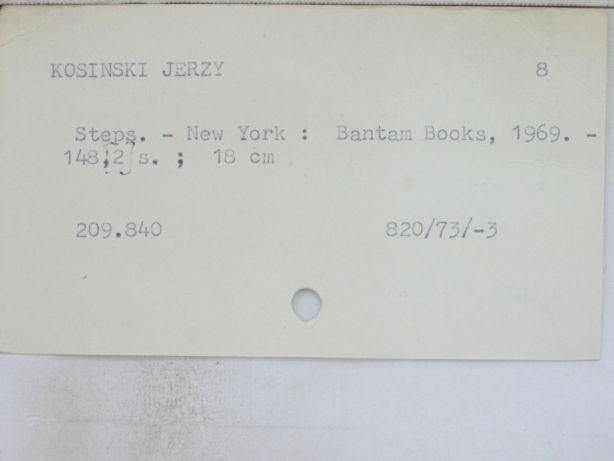 KOSINSKI JERZY 8
Steps. - New York : Bantam Books, 1969. -
148,[2] s. ; 18 cm
209.840 820/73/-3